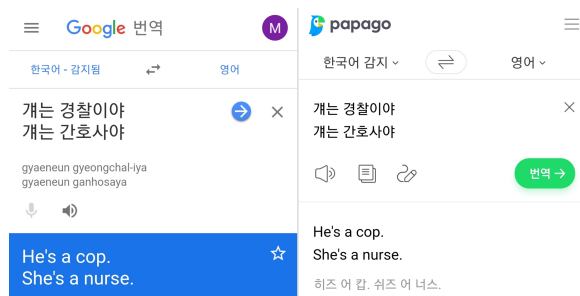 Google 번역
M
한국어 - 감지됨
영어
걔는 경찰이야
걔는 간호사야
gyaeneun gyeongchal-iya
gyaeneun ganhosaya
He's a cop.
She's a nurse.
papago
한국어 감지
영어
걔는 경찰이야
걔는 간호사야
번역
He's a cop.
She's a nurse.
히즈 어 캅. 쉬즈 어 너스.